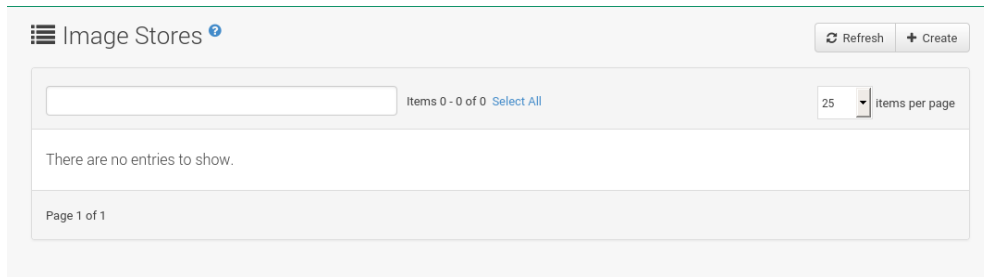 Image Stores ?
Refresh + Create
Items 0 - 0 of 0 Select All 25 items per page
There are no entries to show.
Page 1 of 1